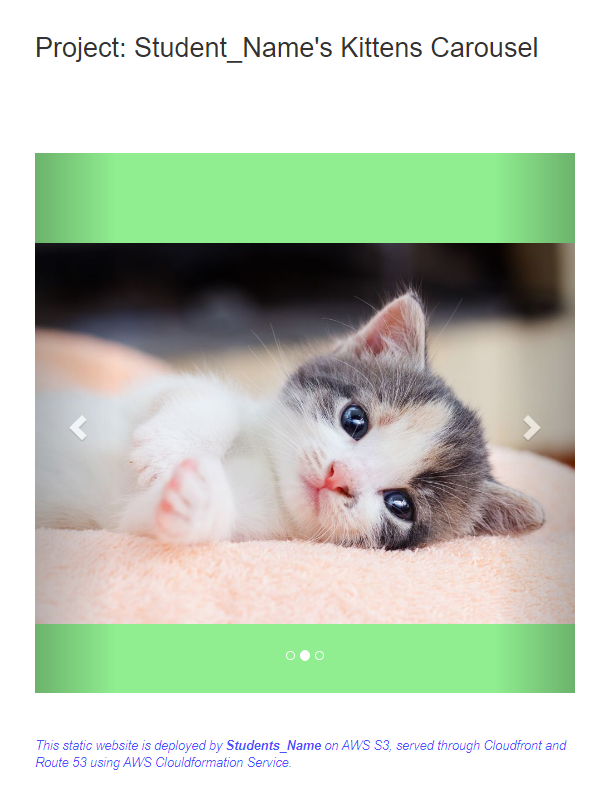 Project: Student_Name's Kittens Carousel
This static website is deployed by Students_Name on AWS S3, served through Cloudfront and
Route 53 using AWS Clouldformation Service.